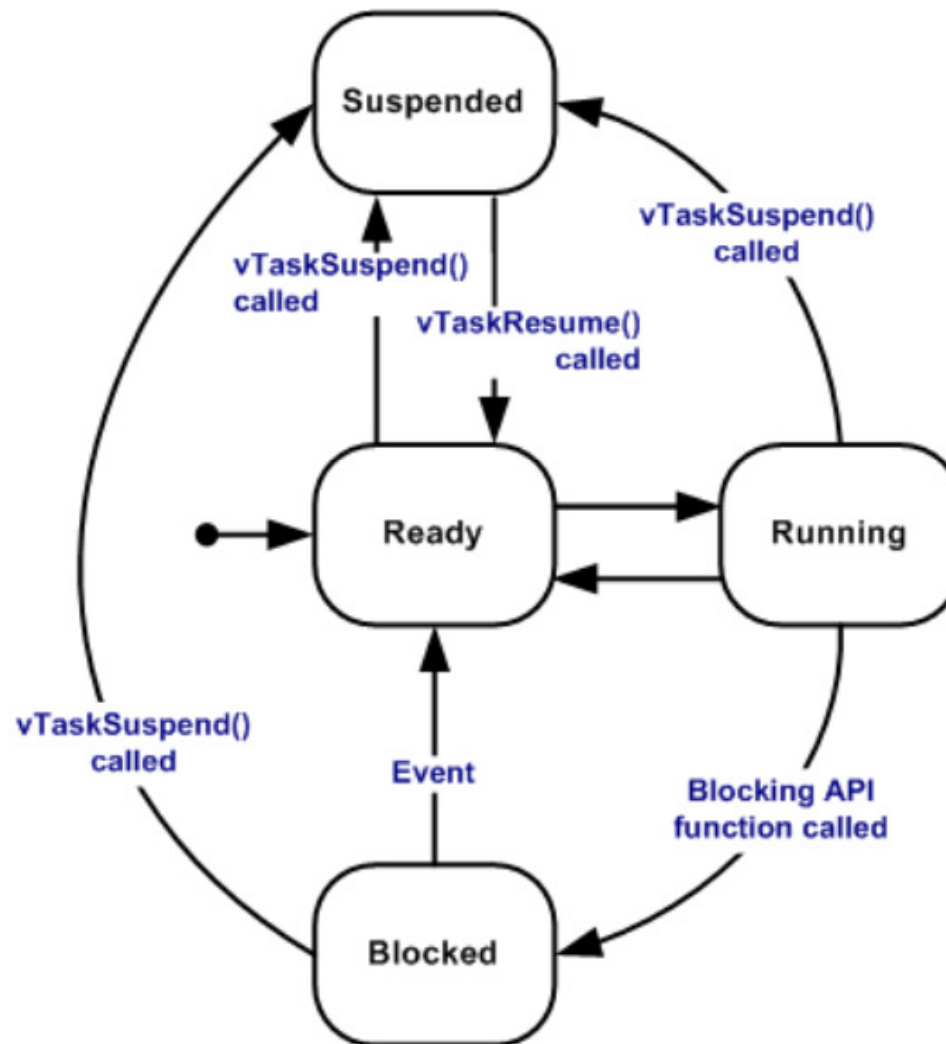 Suspended
vTaskSuspend()
called
vTaskSuspend()
called
vTaskResume()
called
Ready
Running
vTaskSuspend()
called
Event
Blocking API
function called
Blocked